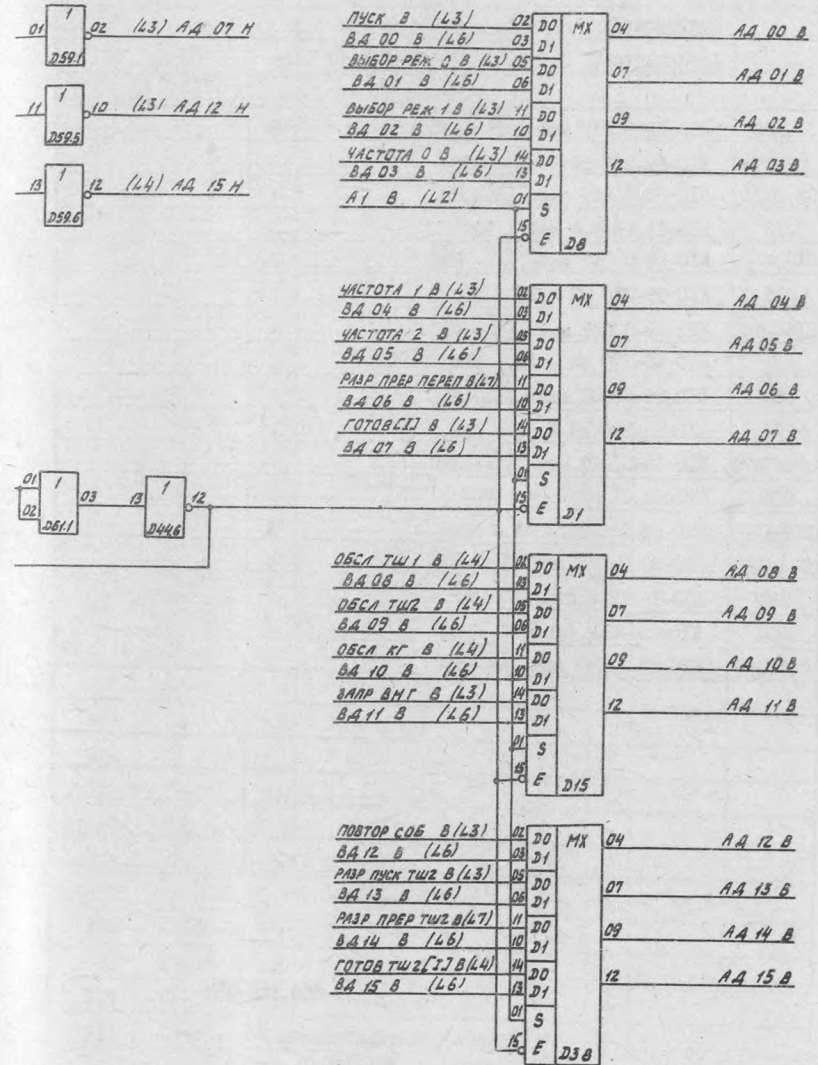 1
01 02 (L3) АД 07 Н
D59.1
1
11 10 (L3) АД 12 Н
D59.5
1
13 12 (L4) АД 15 Н
D59.6
01 1 03 13 1 12
02
D61.1 D44.6
ПУСК В (L3) 02 D0 MX 04 АД 00 В
ВД 00 В (L6) 03 D1
ВЫБОР РЕЖ 0 В (L3) 05 D0 07 АД 01 В
ВД 01 В (L6) 06 D1
ВЫБОР РЕЖ 1 В (L3) 11 D0 09 АД 02 В
ВД 02 В (L6) 10 D1
ЧАСТОТА 0 В (L3) 14 D0 12 АД 03 В
ВД 03 В (L6) 13 D1
А1 В (L2) 01 S
15 E D8
ЧАСТОТА 1 В (L3) 02 D0 MX 04 АД 04 В
ВД 04 В (L6) 03 D1
ЧАСТОТА 2 В (L3) 05 D0 07 АД 05 В
ВД 05 В (L6) 06 D1
РАЗР ПРЕР ПЕРЕП В (L7) 11 D0 09 АД 06 В
ВД 06 В (L6) 10 D1
ГОТОВ[I] В (L3) 14 D0 12 АД 07 В
ВД 07 В (L6) 13 D1
01 S
15 E D1
ОБСЛ ТШ1 В (L4) 02 D0 MX 04 АД 08 В
ВД 08 В (L6) 03 D1
ОБСЛ ТШ2 В (L4) 05 D0 07 АД 09 В
ВД 09 В (L6) 06 D1
ОБСЛ КГ В (L4) 11 D0 09 АД 10 В
ВД 10 В (L6) 10 D1
ЗАПР ВНГ В (L3) 14 D0 12 АД 11 В
ВД 11 В (L6) 13 D1
01 S
15 E D15
ПОВТОР СОБ В (L3) 02 D0 MX 04 АД 12 В
ВД 12 В (L6) 03 D1
РАЗР ПУСК ТШ2 В (L3) 05 D0 07 АД 13 В
ВД 13 В (L6) 06 D1
РАЗР ПРЕР ТШ2 В (L7) 11 D0 09 АД 14 В
ВД 14 В (L6) 10 D1
ГОТОВ ТШ2[I] В (L4) 14 D0 12 АД 15 В
ВД 15 В (L6) 13 D1
01 S
15 E D38